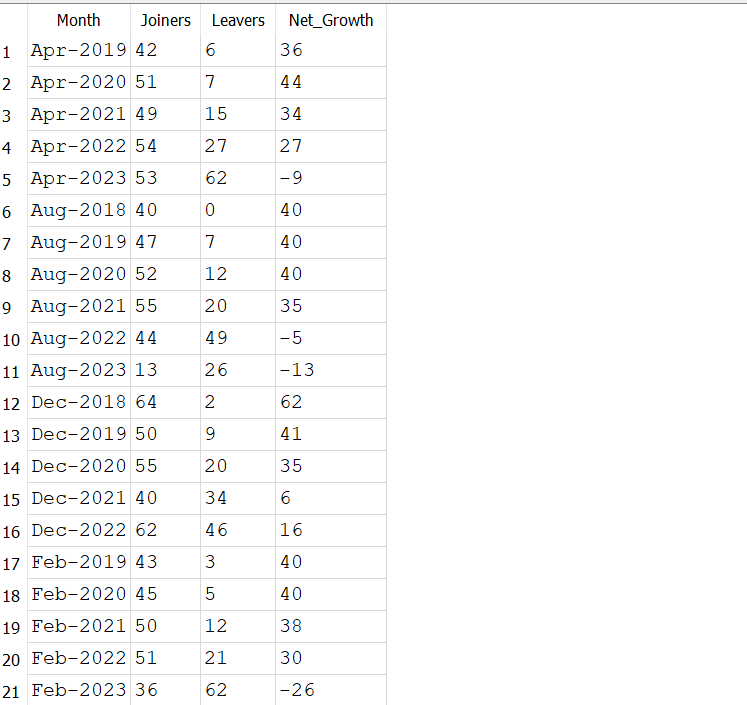 Month Joiners Leavers Net_Growth
1 Apr-2019 42 6 36
2 Apr-2020 51 7 44
3 Apr-2021 49 15 34
4 Apr-2022 54 27 27
5 Apr-2023 53 62 -9
6 Aug-2018 40 0 40
7 Aug-2019 47 7 40
8 Aug-2020 52 12 40
9 Aug-2021 55 20 35
10 Aug-2022 44 49 -5
11 Aug-2023 13 26 -13
12 Dec-2018 64 2 62
13 Dec-2019 50 9 41
14 Dec-2020 55 20 35
15 Dec-2021 40 34 6
16 Dec-2022 62 46 16
17 Feb-2019 43 3 40
18 Feb-2020 45 5 40
19 Feb-2021 50 12 38
20 Feb-2022 51 21 30
21 Feb-2023 36 62 -26